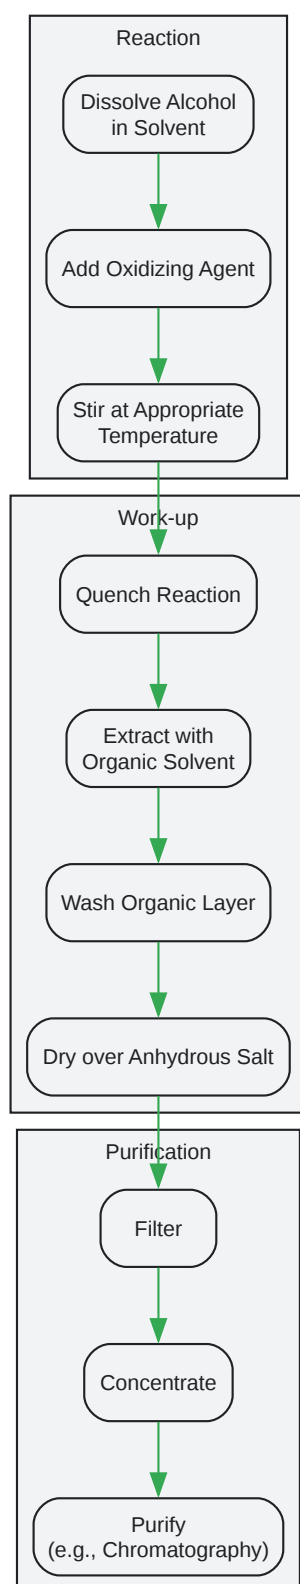 Reaction
Dissolve Alcohol
in Solvent
Add Oxidizing Agent
Stir at Appropriate
Temperature
Work-up
Quench Reaction
Extract with
Organic Solvent
Wash Organic Layer
Dry over Anhydrous Salt
Purification
Filter
Concentrate
Purify
(e.g., Chromatography)